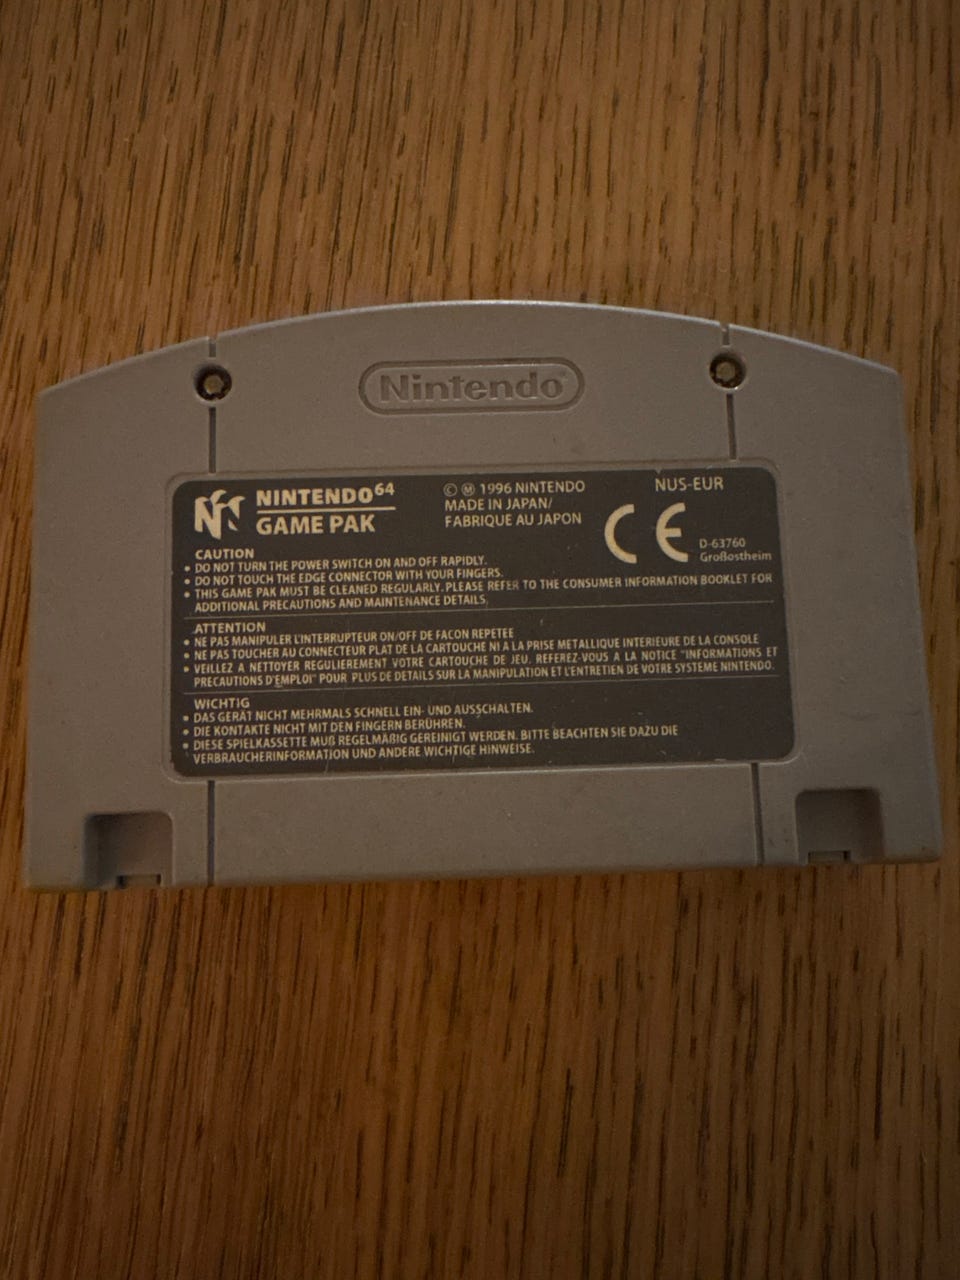 Nintendo®
NINTENDO64
GAME PAK
© Ⓜ 1996 NINTENDO
MADE IN JAPAN/
FABRIQUE AU JAPON
NUS-EUR
CE
D-63760
Großostheim
CAUTION
• DO NOT TURN THE POWER SWITCH ON AND OFF RAPIDLY.
• DO NOT TOUCH THE EDGE CONNECTOR WITH YOUR FINGERS.
• THIS GAME PAK MUST BE CLEANED REGULARLY. PLEASE REFER TO THE CONSUMER INFORMATION BOOKLET FOR
ADDITIONAL PRECAUTIONS AND MAINTENANCE DETAILS.
ATTENTION
• NE PAS MANIPULER L'INTERRUPTEUR ON/OFF DE FACON REPETEE
• NE PAS TOUCHER AU CONNECTEUR PLAT DE LA CARTOUCHE NI A LA PRISE METALLIQUE INTERIEURE DE LA CONSOLE
• VEILLEZ A NETTOYER REGULIEREMENT VOTRE CARTOUCHE DE JEU. REFEREZ-VOUS A LA NOTICE "INFORMATIONS ET
PRECAUTIONS D'EMPLOI" POUR PLUS DE DETAILS SUR LA MANIPULATION ET L'ENTRETIEN DE VOTRE SYSTEME NINTENDO.
WICHTIG
• DAS GERÄT NICHT MEHRMALS SCHNELL EIN- UND AUSSCHALTEN.
• DIE KONTAKTE NICHT MIT DEN FINGERN BERÜHREN.
• DIESE SPIELKASSETTE MUß REGELMÄßIG GEREINIGT WERDEN. BITTE BEACHTEN SIE DAZU DIE
VERBRAUCHERINFORMATION UND ANDERE WICHTIGE HINWEISE.